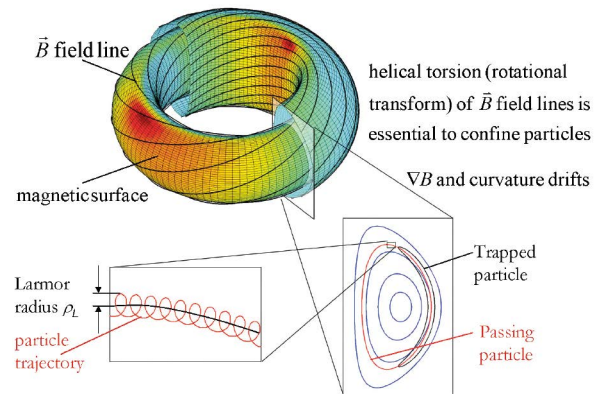 B⃗ field line
helical torsion (rotational
transform) of B⃗ field lines is
essential to confine particles
magnetic surface
∇B and curvature drifts
Trapped
particle
Larmor
radius ρL
particle
trajectory
Passing
particle